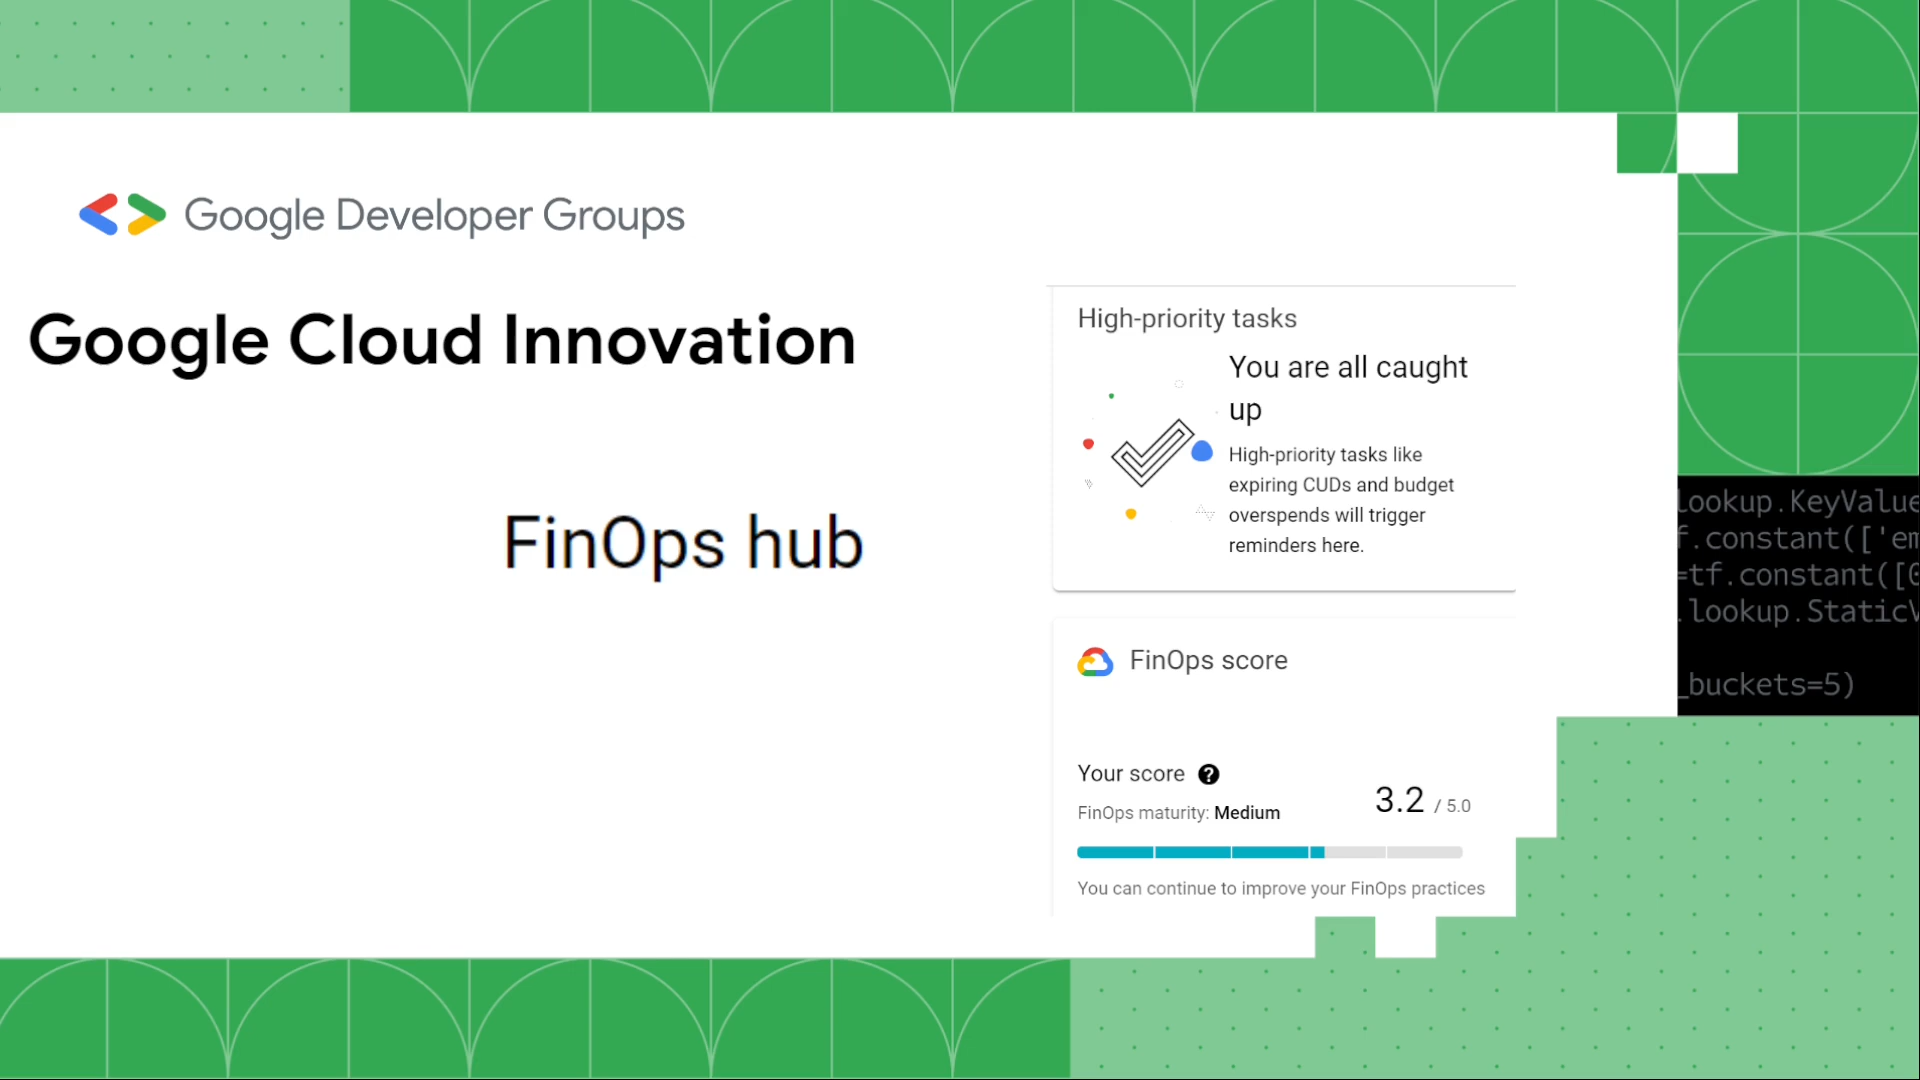 Google Developer Groups
Google Cloud Innovation
FinOps hub
High-priority tasks
You are all caught
up
High-priority tasks like
expiring CUDs and budget
overspends will trigger
reminders here.
FinOps score
Your score ?
3.2 / 5.0
FinOps maturity: Medium
You can continue to improve your FinOps practices
lookup.KeyValue
f.constant(['em
=tf.constant([0
.lookup.StaticV
_buckets=5)